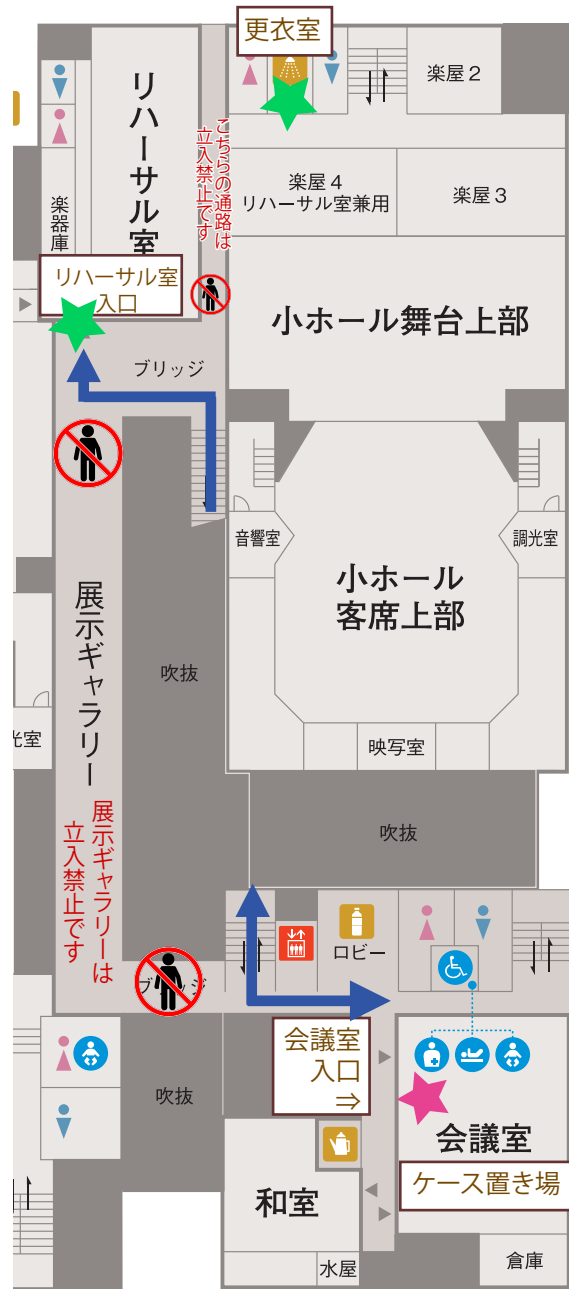 更衣室
楽屋2
リハーサル室
こちらの通路は
立入禁止です
楽屋4
リハーサル室兼用
楽屋3
楽器庫
リハーサル室
入口
小ホール舞台上部
ブリッジ
音響室
調光室
小ホール
客席上部
展示ギャラリー
吹抜
光室
映写室
展示ギャラリーは
立入禁止です
吹抜
ロビー
ブリッジ
会議室
入口
⇒
吹抜
会議室
ケース置き場
和室
水屋
倉庫